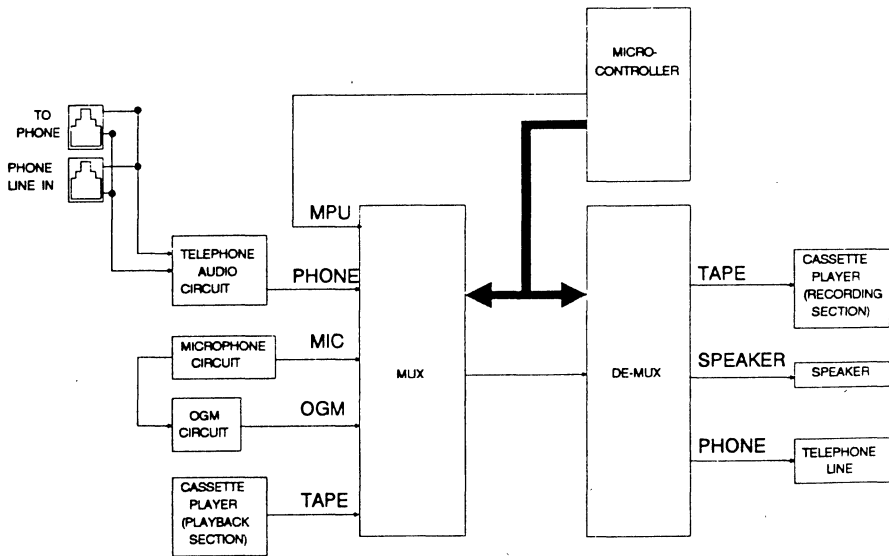 MICRO-
CONTROLLER
TO
PHONE
PHONE
LINE IN
MPU
TELEPHONE
AUDIO
CIRCUIT
PHONE
MICROPHONE
CIRCUIT
MIC
OGM
CIRCUIT
OGM
CASSETTE
PLAYER
(PLAYBACK
SECTION)
TAPE
MUX
DE-MUX
TAPE
CASSETTE
PLAYER
(RECORDING
SECTION)
SPEAKER
SPEAKER
PHONE
TELEPHONE
LINE